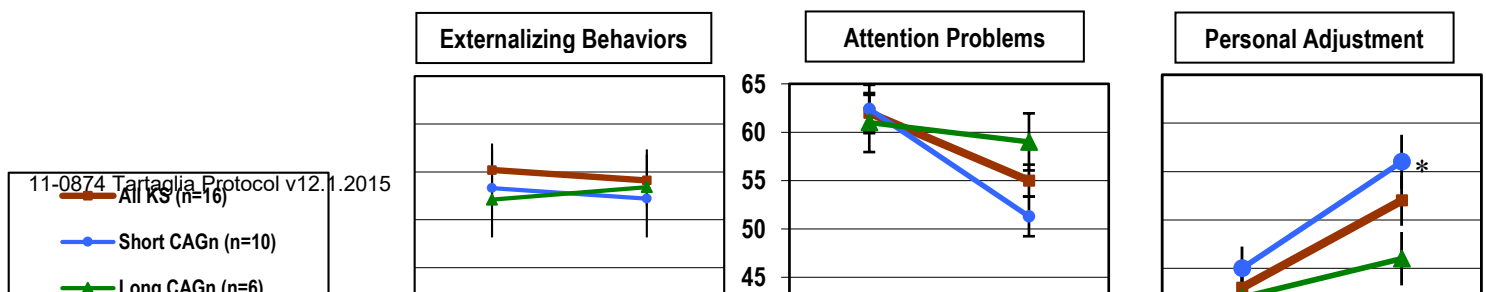 Externalizing Behaviors
Attention Problems
Personal Adjustment
65
60
55
50
45
11-0874 Tartaglia Protocol v12.1.2015
All KS (n=16)
Short CAGn (n=10)
Long CAGn (n=6)
*